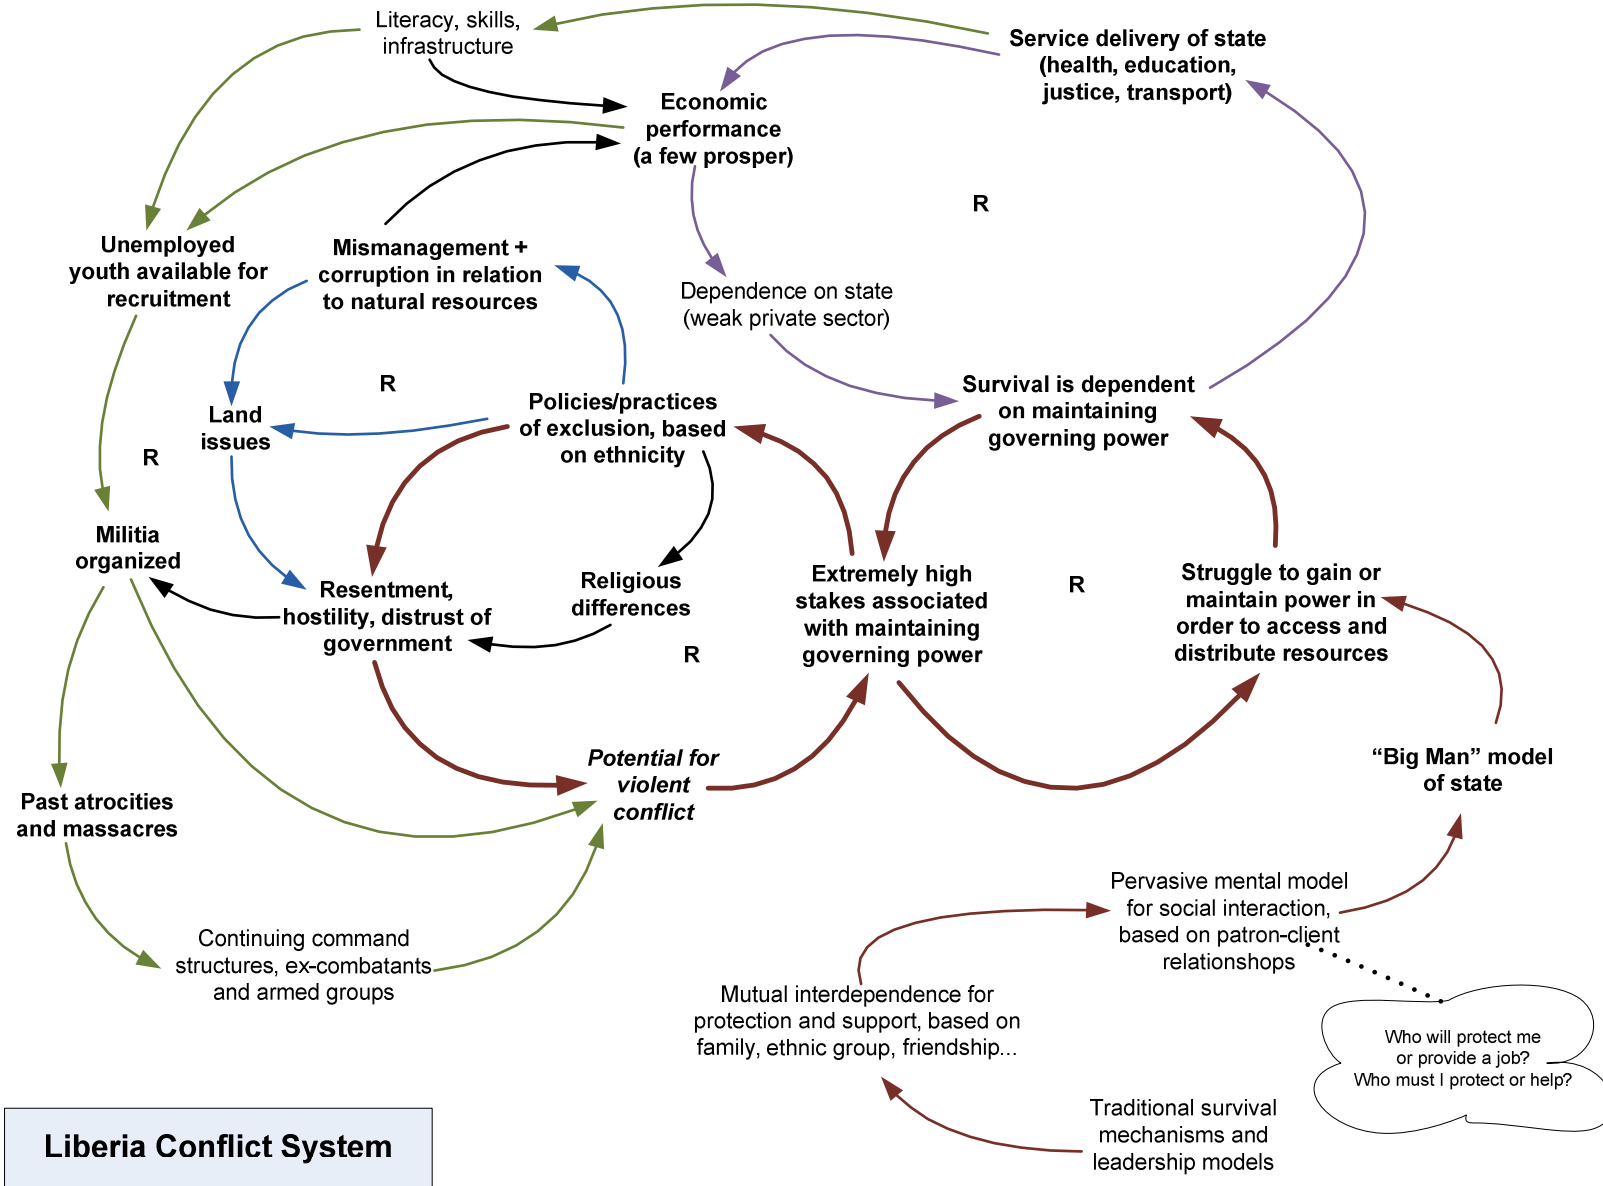 Literacy, skills,
infrastructure
Service delivery of state
(health, education,
justice, transport)
Economic
performance
(a few prosper)
R
Unemployed
youth available for
recruitment
Mismanagement +
corruption in relation
to natural resources
Dependence on state
(weak private sector)
R
Land
issues
Policies/practices
of exclusion, based
on ethnicity
Survival is dependent
on maintaining
governing power
R
Militia
organized
Resentment,
hostility, distrust of
government
Religious
differences
R
Extremely high
stakes associated
with maintaining
governing power
R
Struggle to gain or
maintain power in
order to access and
distribute resources
Potential for
violent
conflict
“Big Man” model
of state
Past atrocities
and massacres
Pervasive mental model
for social interaction,
based on patron-client
relationshops
Continuing command
structures, ex-combatants
and armed groups
Mutual interdependence for
protection and support, based on
family, ethnic group, friendship...
Who will protect me
or provide a job?
Who must I protect or help?
Traditional survival
mechanisms and
leadership models
Liberia Conflict System